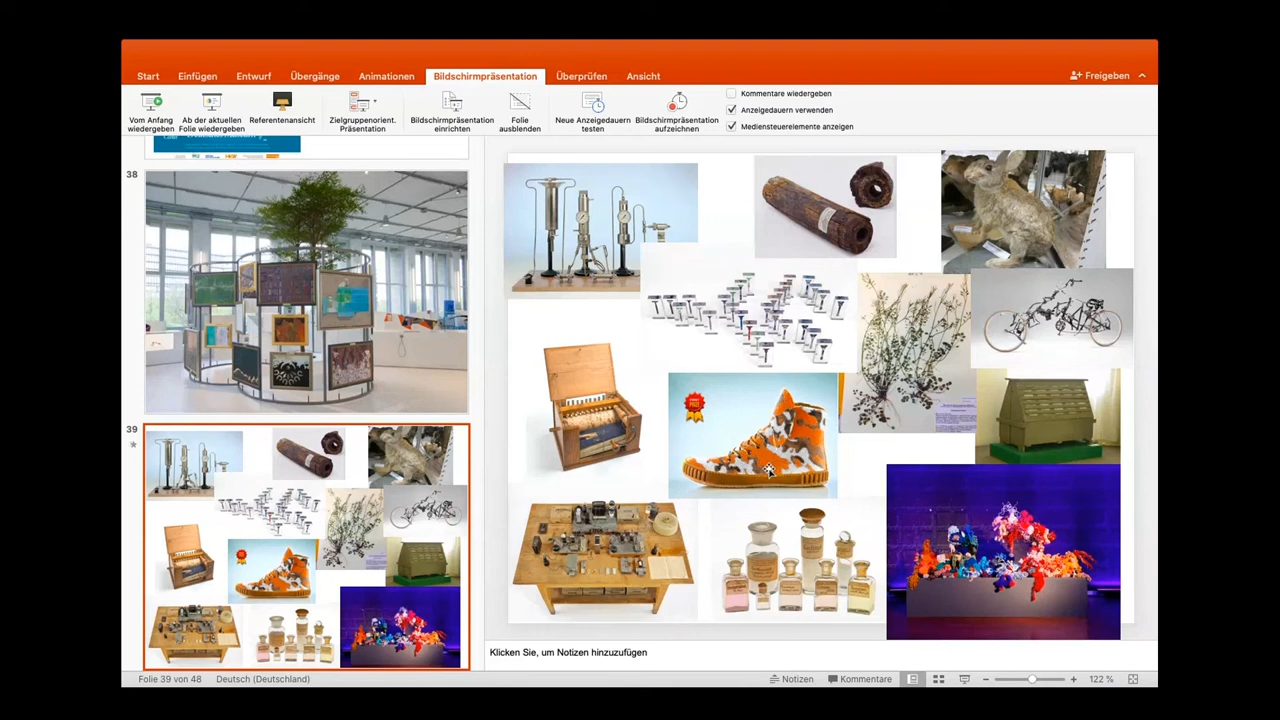 Start Einfügen Entwurf Übergänge Animationen Bildschirmpräsentation Überprüfen Ansicht Freigeben
Vom Anfang wiedergeben
Ab der aktuellen Folie wiedergeben
Referentenansicht
Zielgruppenorient. Präsentation
Bildschirmpräsentation einrichten
Folie ausblenden
Neue Anzeigedauern testen
Bildschirmpräsentation aufzeichnen
Kommentare wiedergeben
Anzeigedauern verwenden
Mediensteuerelemente anzeigen
38
39
Klicken Sie, um Notizen hinzuzufügen
Folie 39 von 48 Deutsch (Deutschland) Notizen Kommentare 122 %